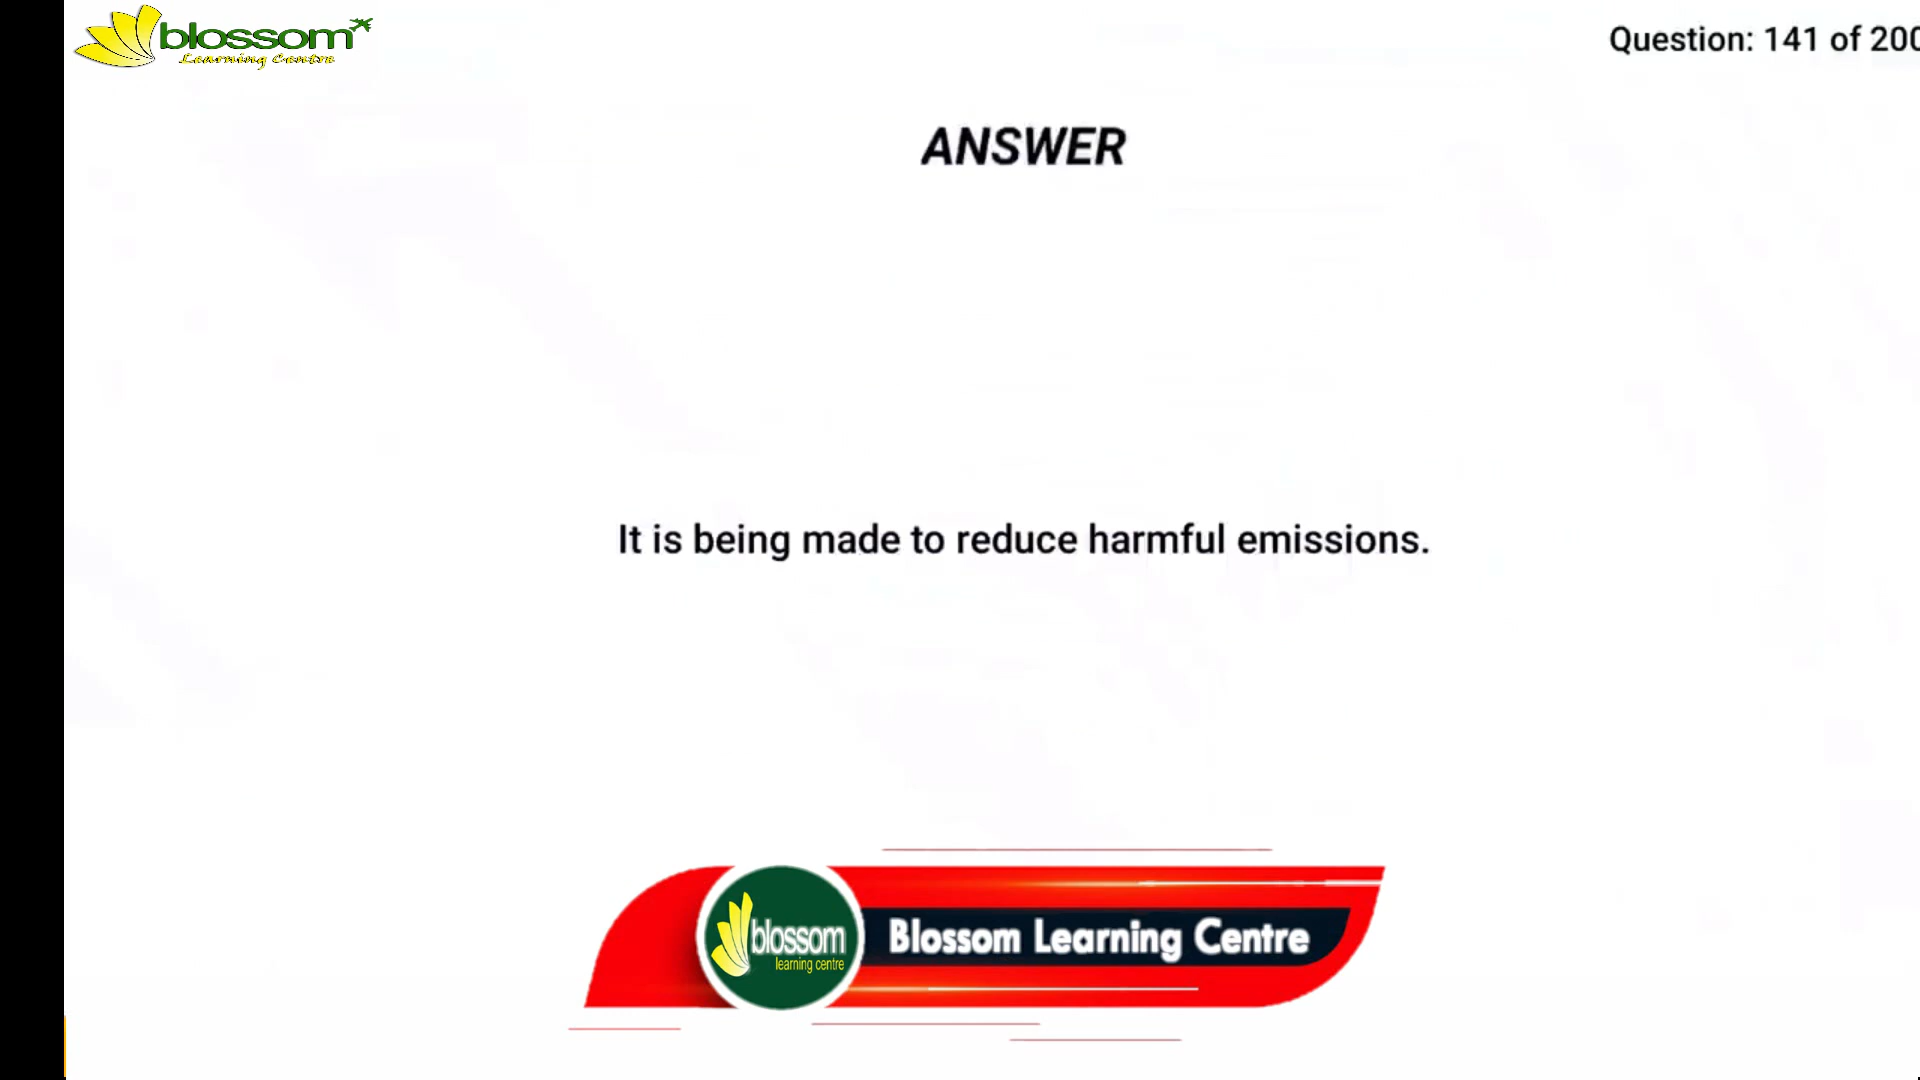 blossom
Learning Centre
Question: 141 of 200
ANSWER
It is being made to reduce harmful emissions.
blossom
learning centre
Blossom Learning Centre